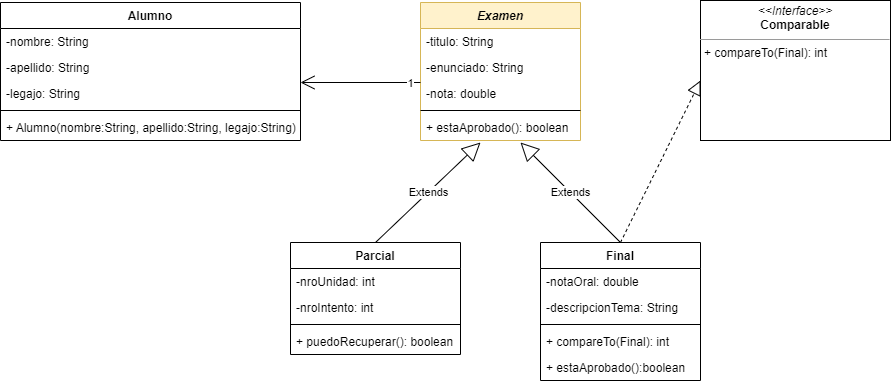 Alumno
-nombre: String
-apellido: String
-legajo: String
+ Alumno(nombre:String, apellido:String, legajo:String)
1
Examen
-titulo: String
-enunciado: String
-nota: double
+ estaAprobado(): boolean
<<Interface>>
Comparable
+ compareTo(Final): int
Extends
Extends
Parcial
-nroUnidad: int
-nroIntento: int
+ puedoRecuperar(): boolean
Final
-notaOral: double
-descripcionTema: String
+ compareTo(Final): int
+ estaAprobado():boolean